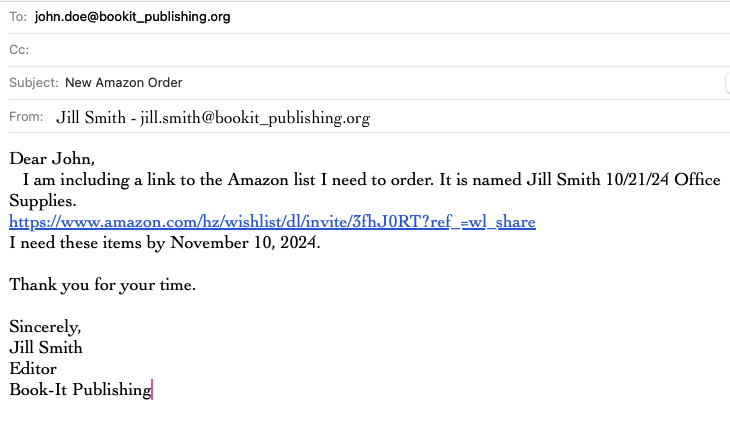 To: john.doe@bookit_publishing.org
Cc:
Subject: New Amazon Order
From: Jill Smith - jill.smith@bookit_publishing.org
Dear John,
I am including a link to the Amazon list I need to order. It is named Jill Smith 10/21/24 Office
Supplies.
https://www.amazon.com/hz/wishlist/dl/invite/3fhJ0RT?ref_=wl_share
I need these items by November 10, 2024.
Thank you for your time.
Sincerely,
Jill Smith
Editor
Book-It Publishing